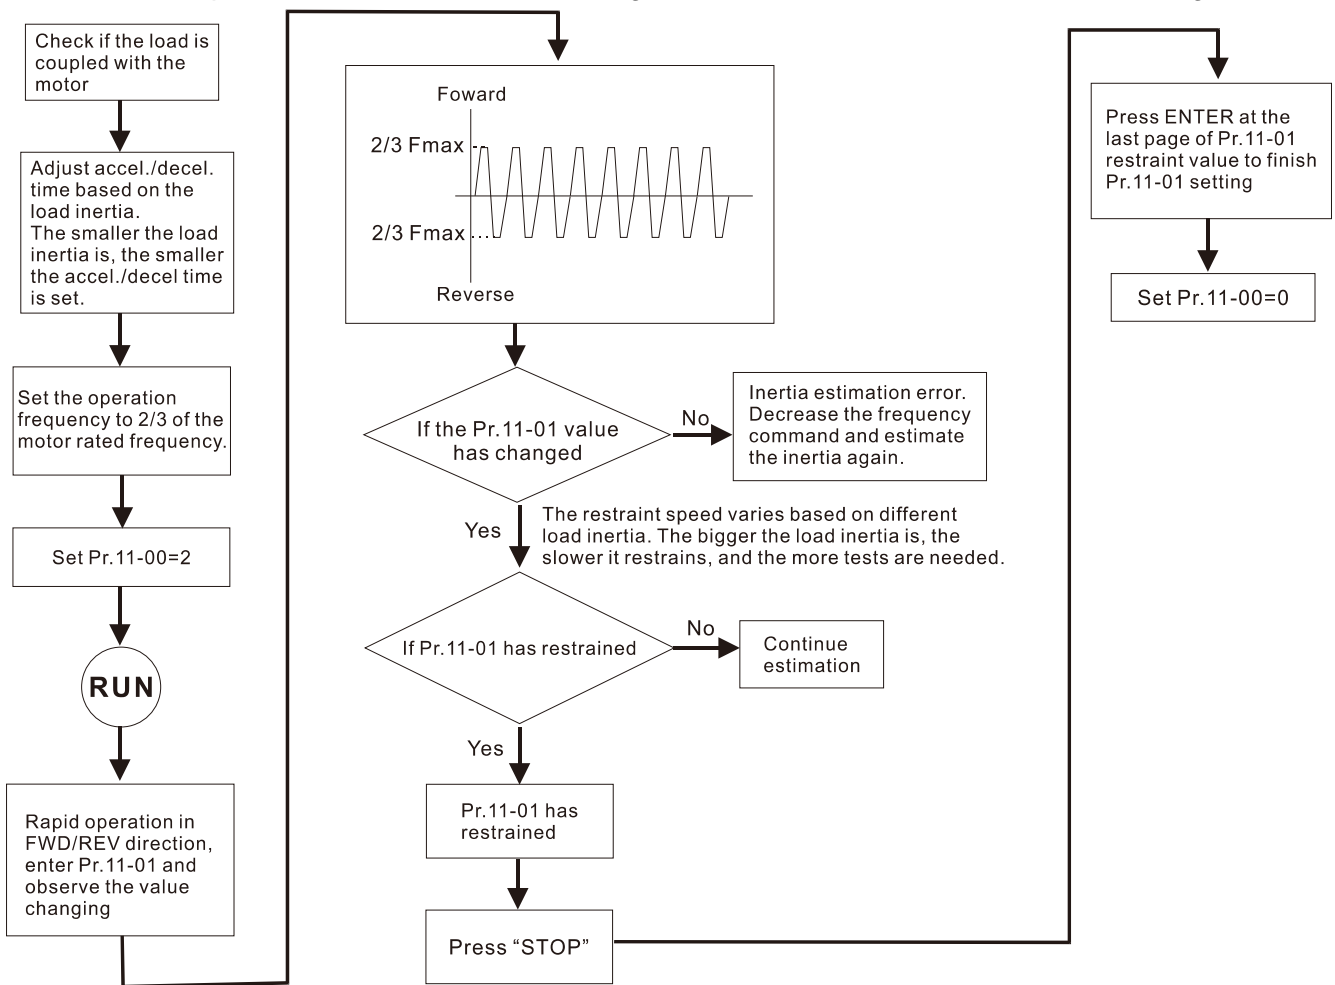 Check if the load is
coupled with the
motor
Adjust accel./decel.
time based on the
load inertia.
The smaller the load
inertia is, the smaller
the accel./decel time
is set.
Set the operation
frequency to 2/3 of the
motor rated frequency.
Set Pr.11-00=2
RUN
Rapid operation in
FWD/REV direction,
enter Pr.11-01 and
observe the value
changing
Foward
2/3 Fmax
2/3 Fmax
Reverse
If the Pr.11-01 value
has changed
No
Inertia estimation error.
Decrease the frequency
command and estimate
the inertia again.
Yes
The restraint speed varies based on different
load inertia. The bigger the load inertia is, the
slower it restrains, and the more tests are needed.
If Pr.11-01 has restrained
No
Continue
estimation
Yes
Pr.11-01 has
restrained
Press “STOP”
Press ENTER at the
last page of Pr.11-01
restraint value to finish
Pr.11-01 setting
Set Pr.11-00=0